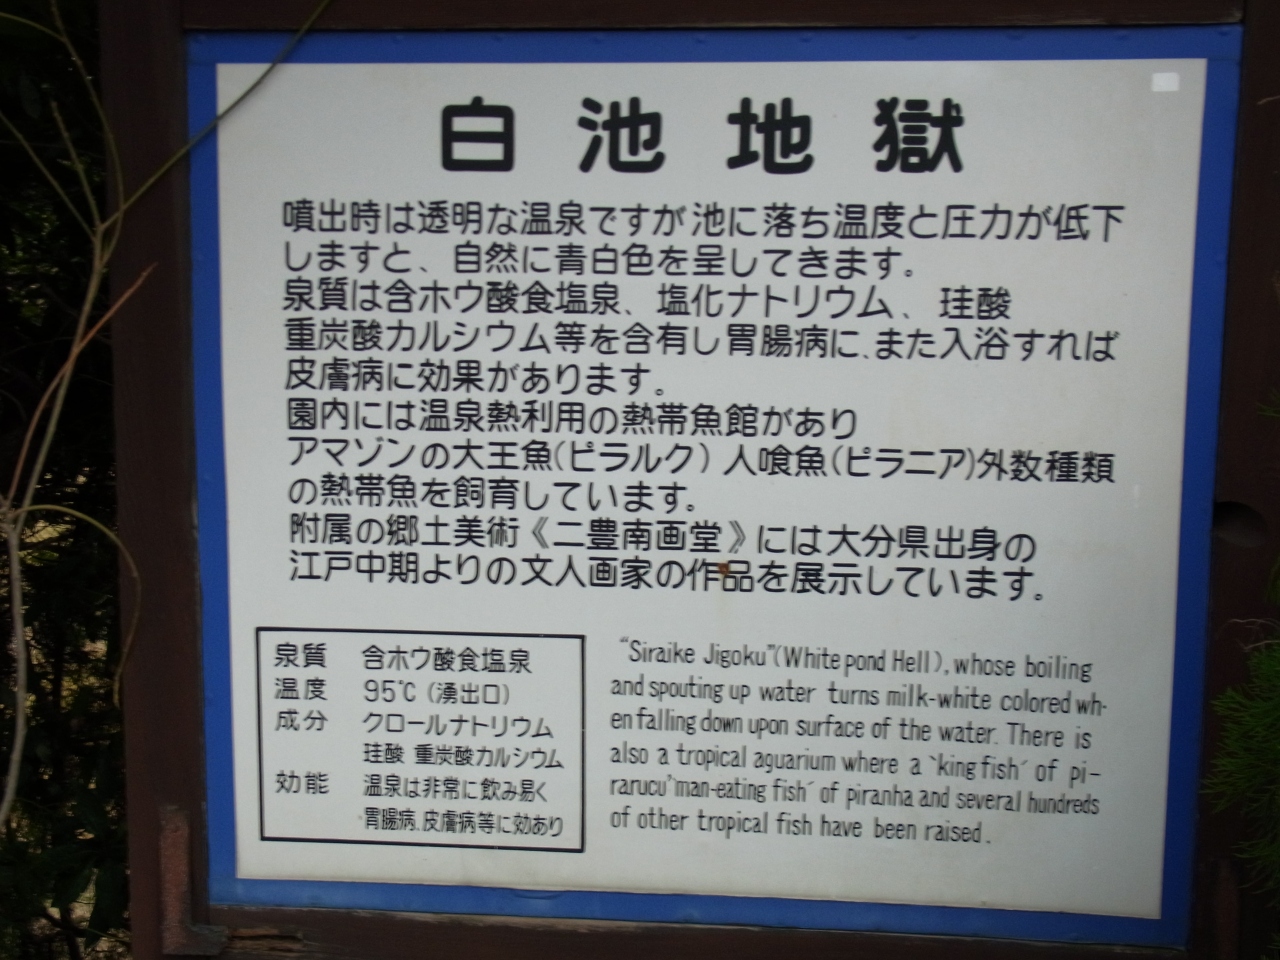 白池地獄
噴出時は透明な温泉ですが池に落ち温度と圧力が低下
しますと、自然に青白色を呈してきます。
泉質は含ホウ酸食塩泉、塩化ナトリウム、珪酸
重炭酸カルシウム等を含有し胃腸病に、また入浴すれば
皮膚病に効果があります。
園内には温泉熱利用の熱帯魚館があり
アマゾンの大王魚(ピラルク)人喰魚(ピラニア)外数種類
の熱帯魚を飼育しています。
附属の郷土美術《二豊南画堂》には大分県出身の
江戸中期よりの文人画家の作品を展示しています。
泉質 含ホウ酸食塩泉
温度 95℃(湧出口)
成分 クロールナトリウム
珪酸 重炭酸カルシウム
効能 温泉は非常に飲み易く
胃腸病、皮膚病等に効あり
"Siraike Jigoku"(White pond Hell), whose boiling
and spouting up water turns milk-white colored wh-
en falling down upon surface of the water. There is
also a tropical aguarium where a `king fish´ of pi-
rarucu'man-eating fish´ of piranha and several hundreds
of other tropical fish have been raised.